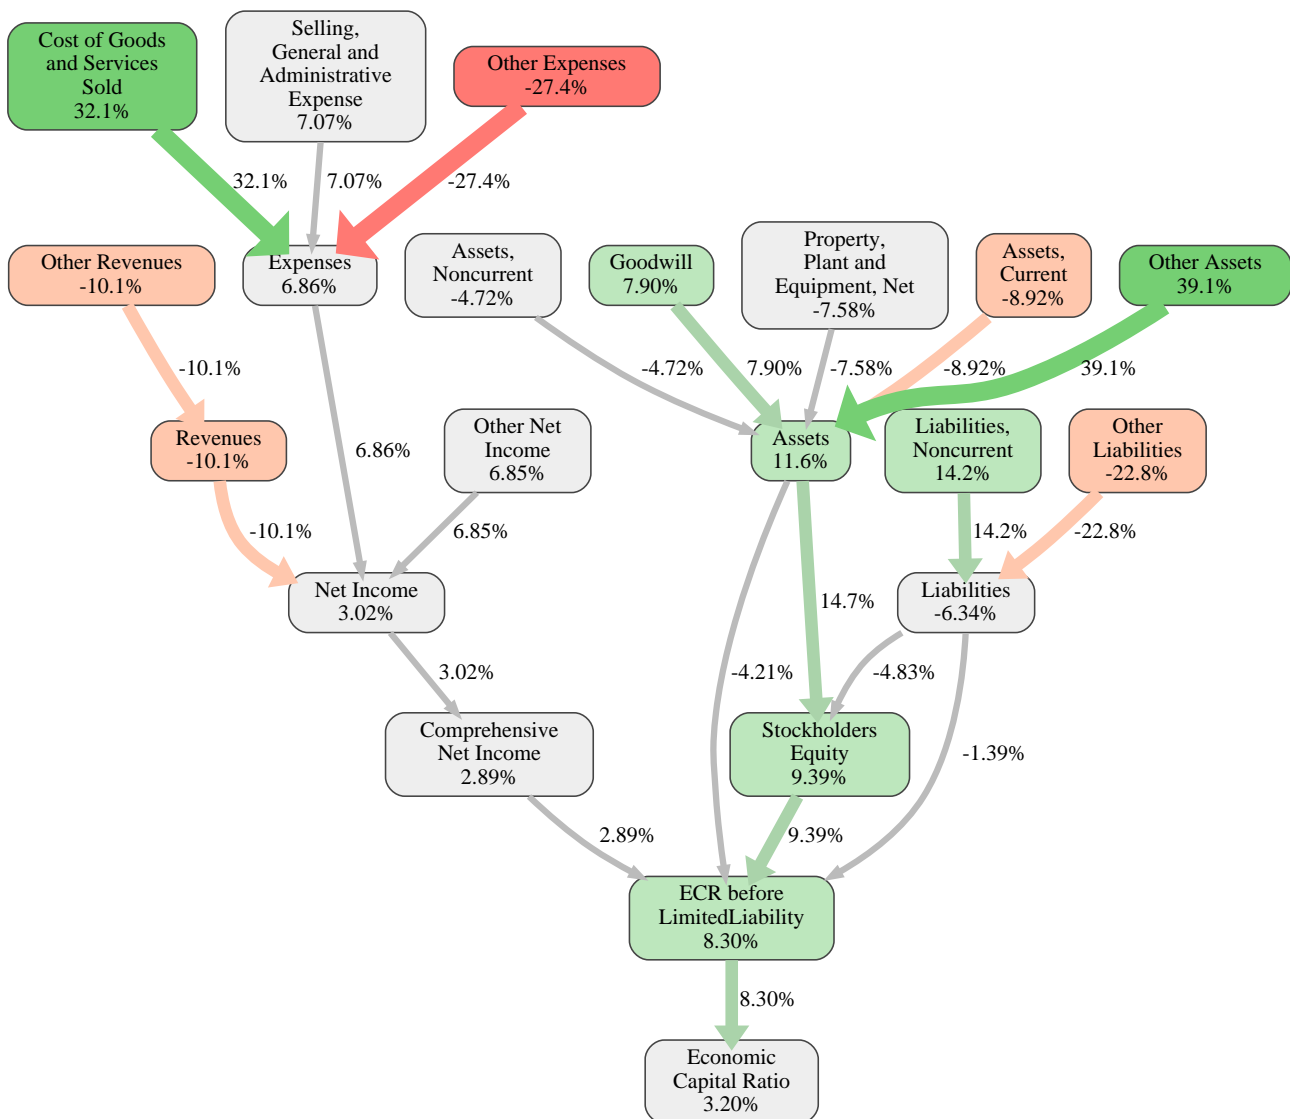 Cost of Goods
and Services
Sold
32.1%
Selling,
General and
Administrative
Expense
7.07%
Other Expenses
-27.4%
32.1%
7.07%
-27.4%
Other Revenues
-10.1%
Expenses
6.86%
Assets,
Noncurrent
-4.72%
Goodwill
7.90%
Property,
Plant and
Equipment, Net
-7.58%
Assets,
Current
-8.92%
Other Assets
39.1%
-10.1%
-4.72%
7.90%
-7.58%
-8.92%
39.1%
Revenues
-10.1%
6.86%
Other Net
Income
6.85%
Assets
11.6%
Liabilities,
Noncurrent
14.2%
Other
Liabilities
-22.8%
-10.1%
6.85%
14.2%
-22.8%
Net Income
3.02%
14.7%
Liabilities
-6.34%
3.02%
-4.21%
-4.83%
Comprehensive
Net Income
2.89%
Stockholders
Equity
9.39%
-1.39%
2.89%
9.39%
ECR before
LimitedLiability
8.30%
8.30%
Economic
Capital Ratio
3.20%